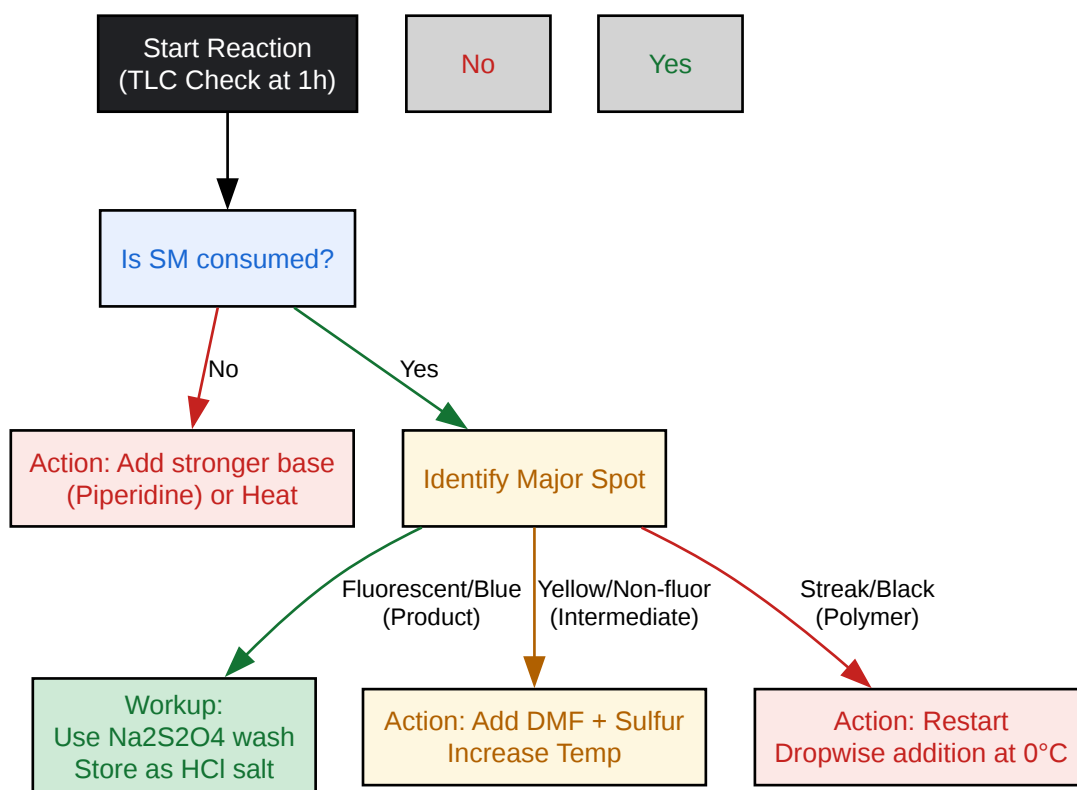 Start Reaction
(TLC Check at 1h)
No
Yes
Is SM consumed?
No
Yes
Action: Add stronger base
(Piperidine) or Heat
Identify Major Spot
Fluorescent/Blue
(Product)
Yellow/Non-fluor
(Intermediate)
Streak/Black
(Polymer)
Workup:
Use Na2S2O4 wash
Store as HCl salt
Action: Add DMF + Sulfur
Increase Temp
Action: Restart
Dropwise addition at 0°C